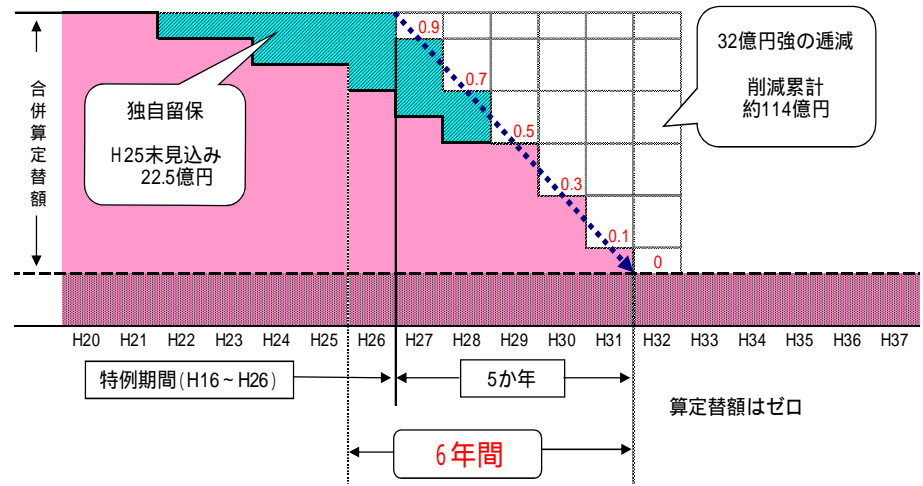 合併算定替額
独自留保
H25末見込み
22.5億円
32億円強の逓減
削減累計
約114億円
0.9
0.7
0.5
0.3
0.1
0
H20 H21 H22 H23 H24 H25 H26 H27 H28 H29 H30 H31 H32 H33 H34 H35 H36 H37
特例期間(H16~H26)
5か年
算定替額はゼロ
6年間